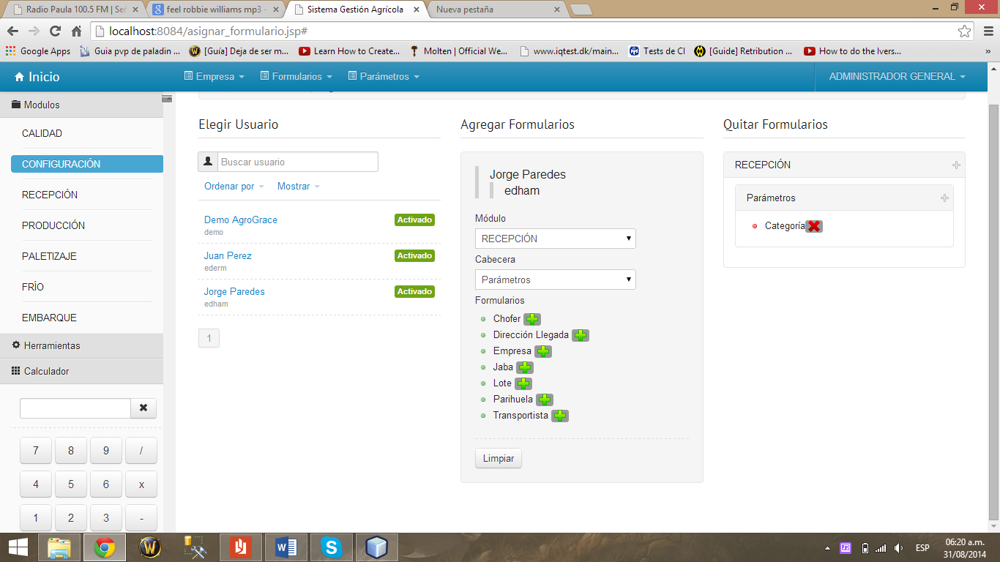 Radio Paula 100.5 FM | Señ
feel robbie williams mp3 -
Sistema Gestión Agrícola
Nueva pestaña
localhost:8084/asignar_formulario.jsp#
Google Apps
Guia pvp de paladin ...
[Guía] Deja de ser m...
Learn How to Create...
Molten | Official We...
www.iqtest.dk/main...
Tests de CI
[Guide] Retribution ...
How to do the Ivers...
»
Inicio
Empresa
Formularios
Parámetros
ADMINISTRADOR GENERAL
Modulos
CALIDAD
CONFIGURACIÓN
RECEPCIÓN
PRODUCCIÓN
PALETIZAJE
FRÍO
EMBARQUE
Herramientas
Calculador
7 8 9 /
4 5 6 x
1 2 3 -
Elegir Usuario
Buscar usuario
Ordenar por Mostrar
Demo AgroGrace Activado
demo
Juan Perez Activado
ederm
Jorge Paredes Activado
edham
1
Agregar Formularios
Jorge Paredes
edham
Módulo
RECEPCIÓN
Cabecera
Parámetros
Formularios
Chofer
Dirección Llegada
Empresa
Jaba
Lote
Parihuela
Transportista
Limpiar
Quitar Formularios
RECEPCIÓN
Parámetros
Categoría
ESP
06:20 a.m.
31/08/2014